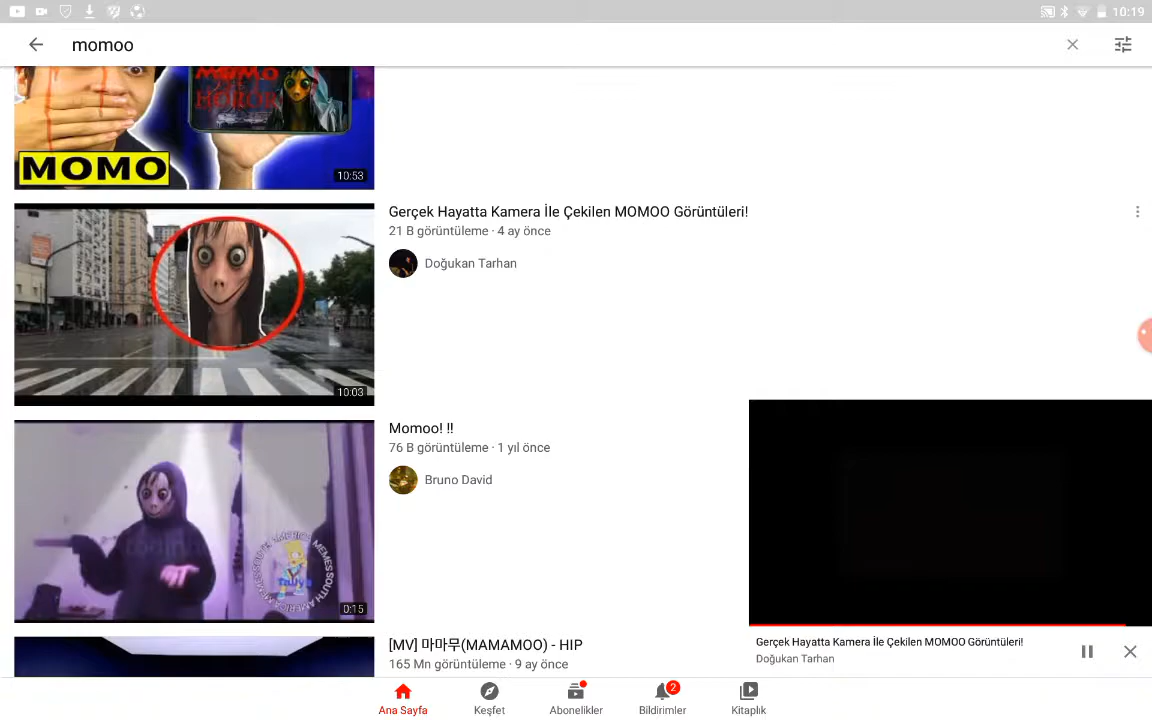 10:19
momoo
MOMO
HORROR
MOMO
10:53
Gerçek Hayatta Kamera İle Çekilen MOMOO Görüntüleri!
21 B görüntüleme · 4 ay önce
Doğukan Tarhan
10:03
Momoo! !!
76 B görüntüleme · 1 yıl önce
Bruno David
0:15
[MV] 마마무(MAMAMOO) - HIP
165 Mn görüntüleme · 9 ay önce
Gerçek Hayatta Kamera İle Çekilen MOMOO Görüntüleri!
Doğukan Tarhan
Ana Sayfa
Keşfet
Abonelikler
2
Bildirimler
Kitaplık